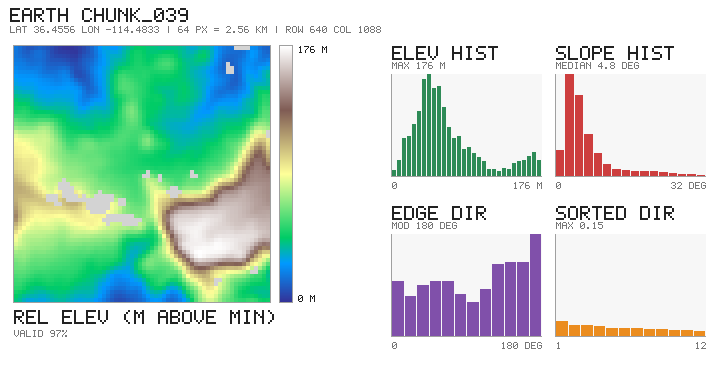 EARTH CHUNK_039
LAT 36.4556 LON -114.4833 | 64 PX = 2.56 KM | ROW 640 COL 1088
176 M
0 M
REL ELEV (M ABOVE MIN)
VALID 97%
ELEV HIST
MAX 176 M
0 176 M
SLOPE HIST
MEDIAN 4.8 DEG
0 32 DEG
EDGE DIR
MOD 180 DEG
0 180 DEG
SORTED DIR
MAX 0.15
1 12